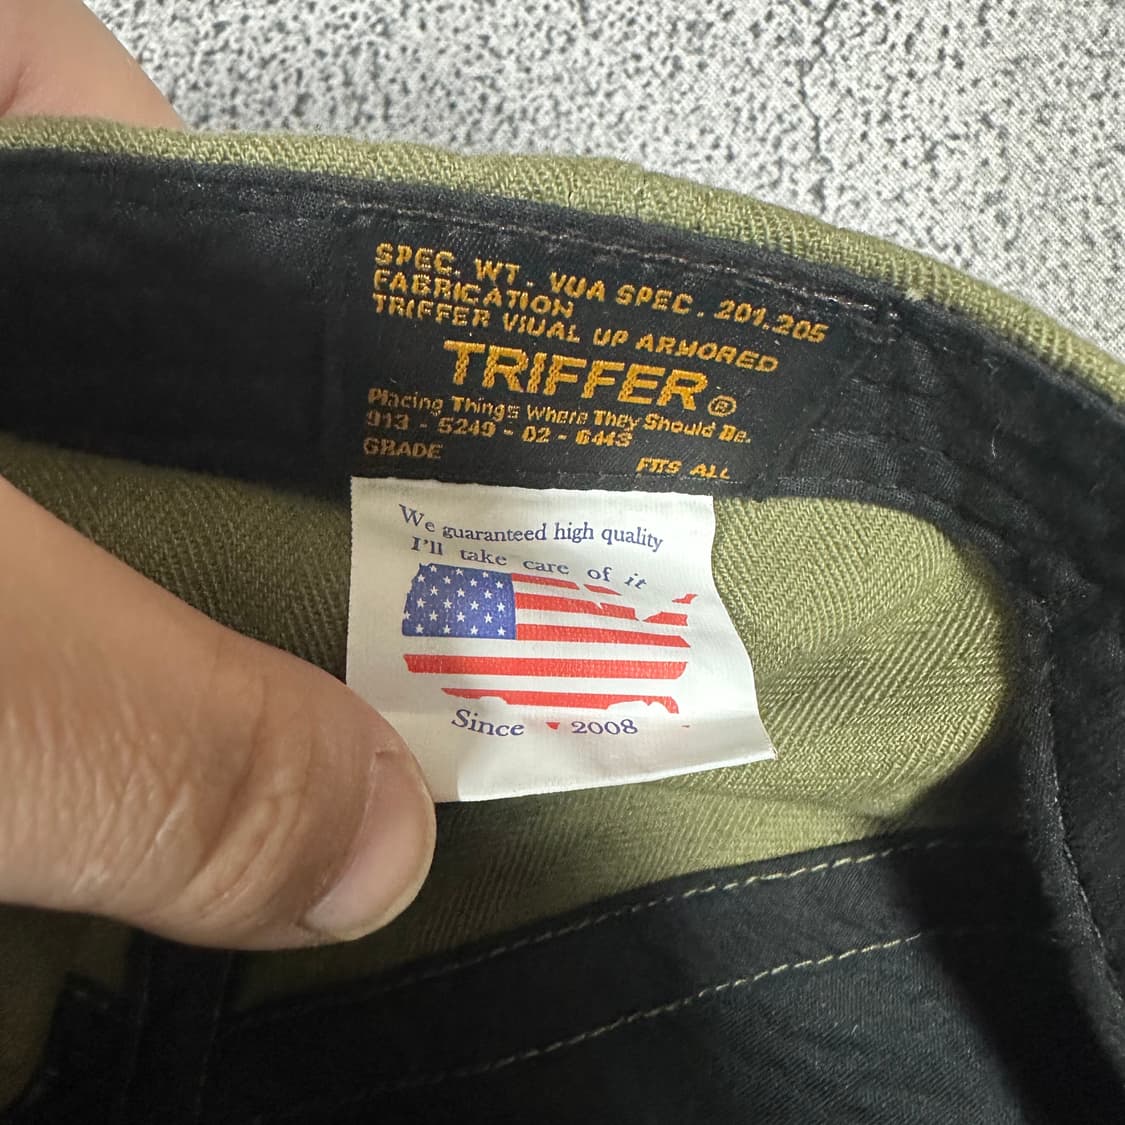 SPEC. WT. VUA SPEC. 201.205
FABRICATION
TRIFFER VIUAL UP ARMORED
TRIFFER ®
Placing Things Where They Should Be.
913 - 5249 - 02 - 6443
GRADE
FITS ALL
We guaranteed high quality
I'll take care of it
Since 2008